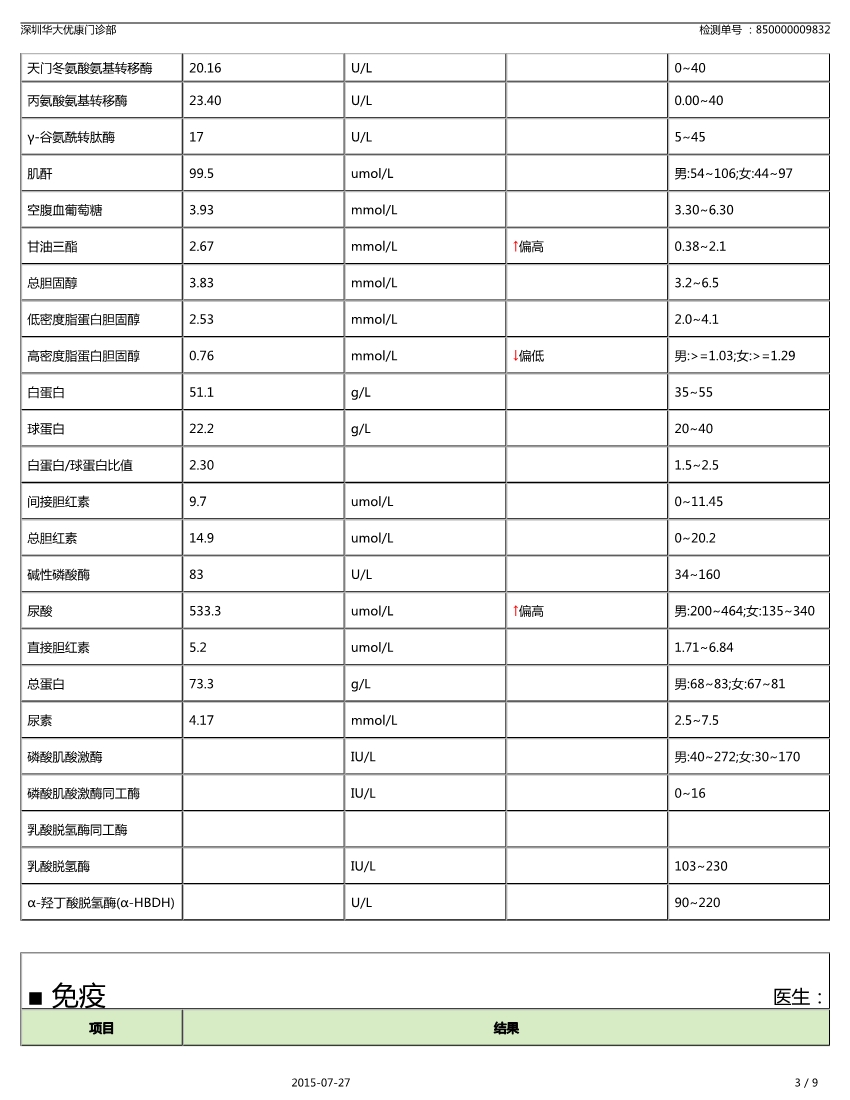 深圳华大优康门诊部 检测单号 ：850000009832
天门冬氨酸氨基转移酶 20.16 U/L 0~40
丙氨酸氨基转移酶 23.40 U/L 0.00~40
γ-谷氨酰转肽酶 17 U/L 5~45
肌酐 99.5 umol/L 男:54~106;女:44~97
空腹血葡萄糖 3.93 mmol/L 3.30~6.30
甘油三酯 2.67 mmol/L ↑偏高 0.38~2.1
总胆固醇 3.83 mmol/L 3.2~6.5
低密度脂蛋白胆固醇 2.53 mmol/L 2.0~4.1
高密度脂蛋白胆固醇 0.76 mmol/L ↓偏低 男:>=1.03;女:>=1.29
白蛋白 51.1 g/L 35~55
球蛋白 22.2 g/L 20~40
白蛋白/球蛋白比值 2.30 1.5~2.5
间接胆红素 9.7 umol/L 0~11.45
总胆红素 14.9 umol/L 0~20.2
碱性磷酸酶 83 U/L 34~160
尿酸 533.3 umol/L ↑偏高 男:200~464;女:135~340
直接胆红素 5.2 umol/L 1.71~6.84
总蛋白 73.3 g/L 男:68~83;女:67~81
尿素 4.17 mmol/L 2.5~7.5
磷酸肌酸激酶 IU/L 男:40~272;女:30~170
磷酸肌酸激酶同工酶 IU/L 0~16
乳酸脱氢酶同工酶
乳酸脱氢酶 IU/L 103~230
α-羟丁酸脱氢酶(α-HBDH) U/L 90~220
■ 免疫 医生：
项目 结果
2015-07-27 3 / 9